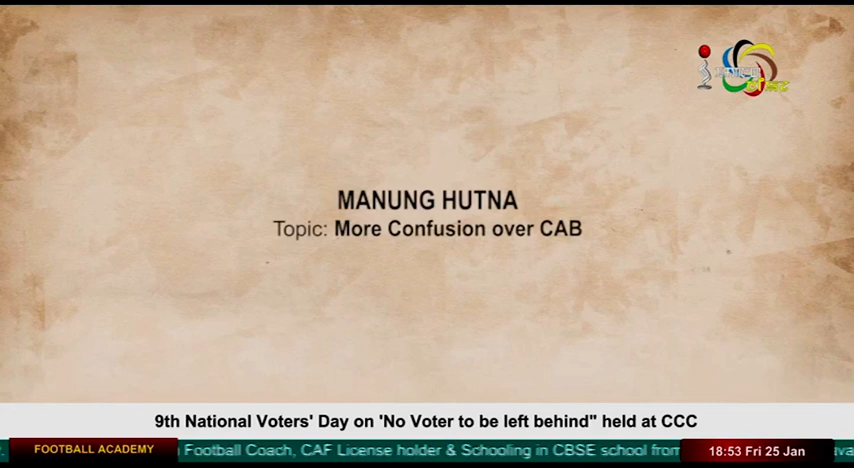 MANUNG HUTNA
Topic: More Confusion over CAB
9th National Voters' Day on 'No Voter to be left behind" held at CCC
FOOTBALL ACADEMY
Football Coach, CAF License holder & Schooling in CBSE school from
18:53 Fri 25 Jan